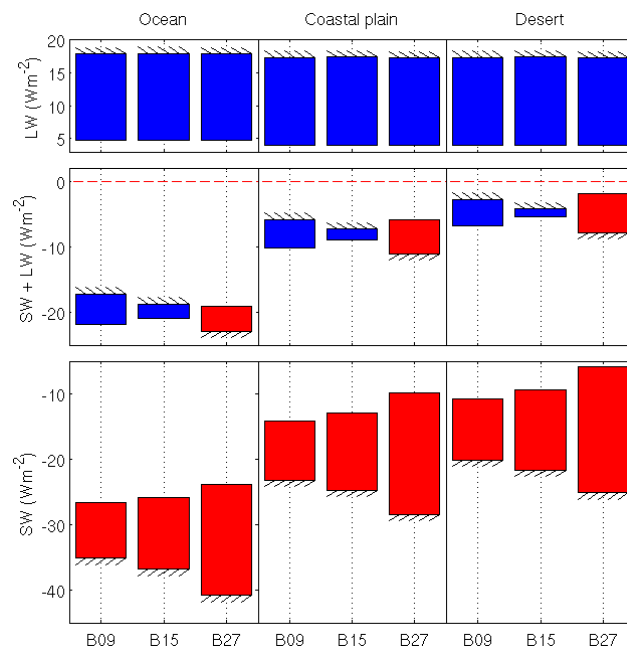 Ocean Coastal plain Desert
LW (Wm-2)
20
15
10
5
SW + LW (Wm-2)
0
-10
-20
SW (Wm-2)
-10
-20
-30
-40
B09 B15 B27 B09 B15 B27 B09 B15 B27